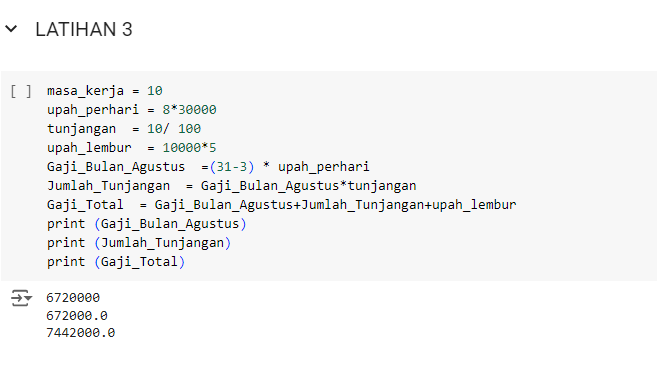 LATIHAN 3
[ ] masa_kerja = 10
upah_perhari = 8*30000
tunjangan  = 10/ 100
upah_lembur  = 10000*5
Gaji_Bulan_Agustus  =(31-3) * upah_perhari
Jumlah_Tunjangan  = Gaji_Bulan_Agustus*tunjangan
Gaji_Total  = Gaji_Bulan_Agustus+Jumlah_Tunjangan+upah_lembur
print (Gaji_Bulan_Agustus)
print (Jumlah_Tunjangan)
print (Gaji_Total)
6720000
672000.0
7442000.0